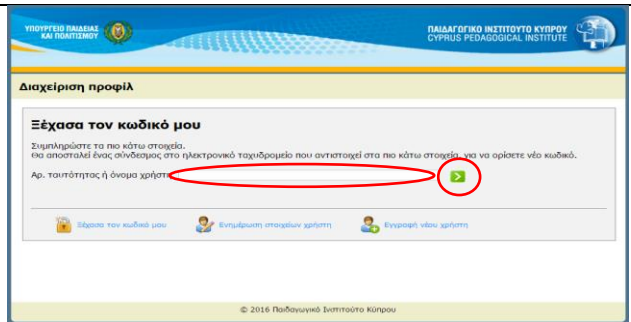 ΥΠΟΥΡΓΕΙΟ ΠΑΙΔΕΙΑΣ
ΚΑΙ ΠΟΛΙΤΙΣΜΟΥ
ΠΑΙΔΑΓΩΓΙΚΟ ΙΝΣΤΙΤΟΥΤΟ ΚΥΠΡΟΥ
CYPRUS PEDAGOGICAL INSTITUTE
Διαχείριση προφίλ
Ξέχασα τον κωδικό μου
Συμπληρώστε τα πιο κάτω στοιχεία.
Θα αποσταλεί ένας σύνδεσμος στο ηλεκτρονικό ταχυδρομείο που αντιστοιχεί στα πιο κάτω στοιχεία, για να ορίσετε νέο κωδικό.
Αρ. ταυτότητας ή όνομα χρήστη
Ξέχασα τον κωδικό μου Ενημέρωση στοιχείων χρήστη Εγγραφή νέου χρήστη
© 2016 Παιδαγωγικό Ινστιτούτο Κύπρου